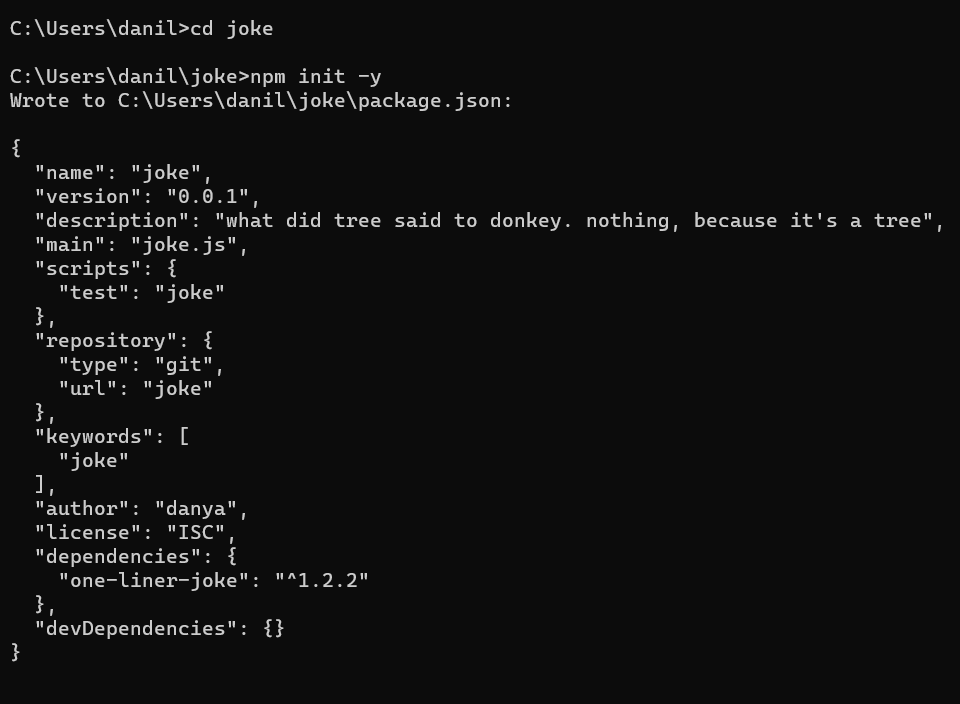 C:\Users\danil>cd joke
C:\Users\danil\joke>npm init -y
Wrote to C:\Users\danil\joke\package.json:
{
  "name": "joke",
  "version": "0.0.1",
  "description": "what did tree said to donkey. nothing, because it's a tree",
  "main": "joke.js",
  "scripts": {
    "test": "joke"
  },
  "repository": {
    "type": "git",
    "url": "joke"
  },
  "keywords": [
    "joke"
  ],
  "author": "danya",
  "license": "ISC",
  "dependencies": {
    "one-liner-joke": "^1.2.2"
  },
  "devDependencies": {}
}